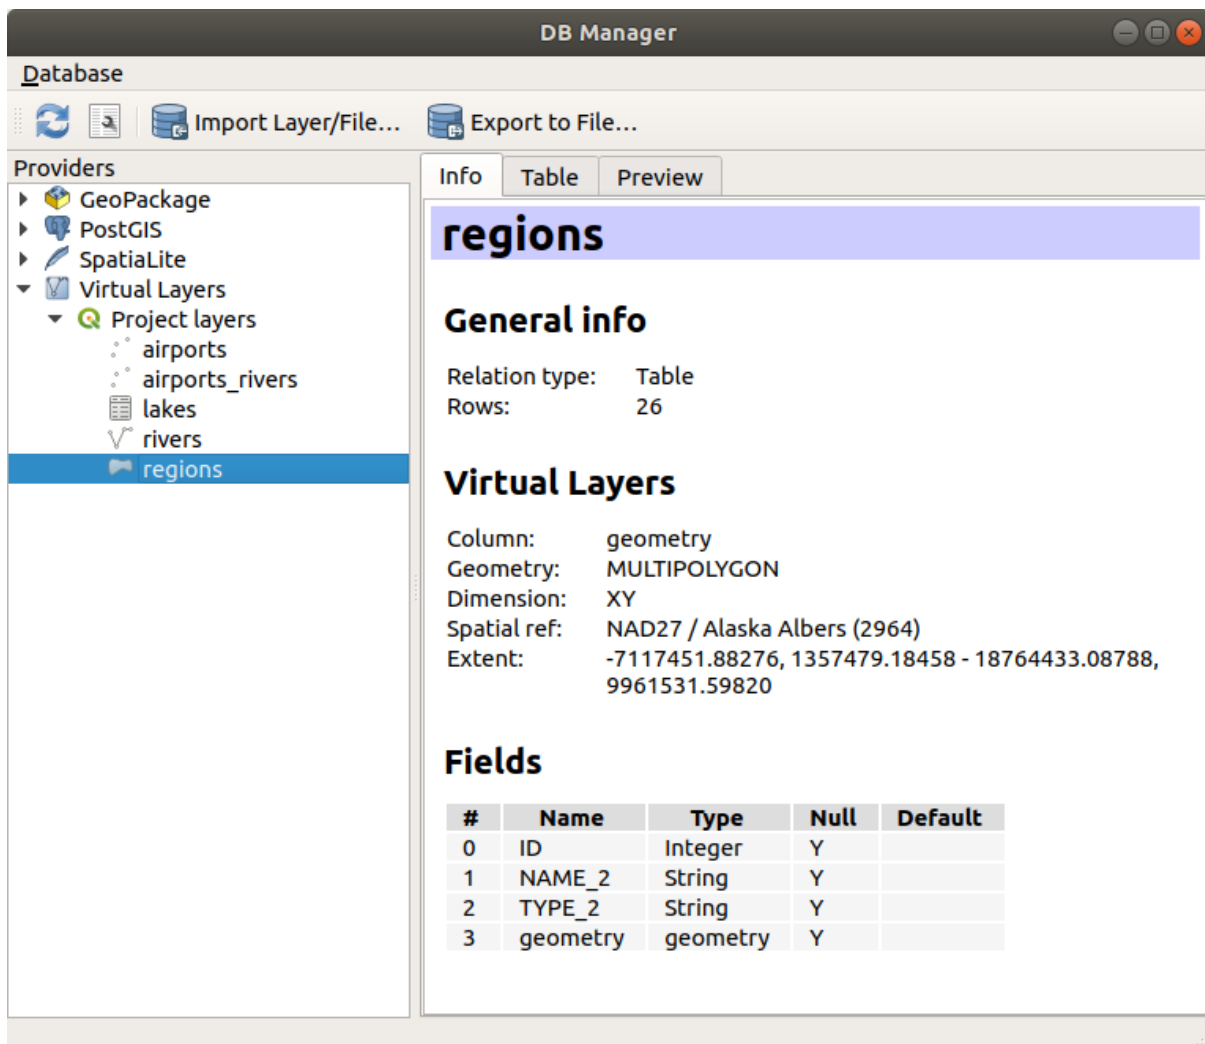 DB Manager
Database
Import Layer/File... Export to File...
Providers
GeoPackage
PostGIS
SpatiaLite
Virtual Layers
Project layers
airports
airports_rivers
lakes
rivers
regions
Info Table Preview
regions
General info
Relation type: Table
Rows: 26
Virtual Layers
Column: geometry
Geometry: MULTIPOLYGON
Dimension: XY
Spatial ref: NAD27 / Alaska Albers (2964)
Extent: -7117451.88276, 1357479.18458 - 18764433.08788,
9961531.59820
Fields
# Name Type Null Default
0 ID Integer Y
1 NAME_2 String Y
2 TYPE_2 String Y
3 geometry geometry Y